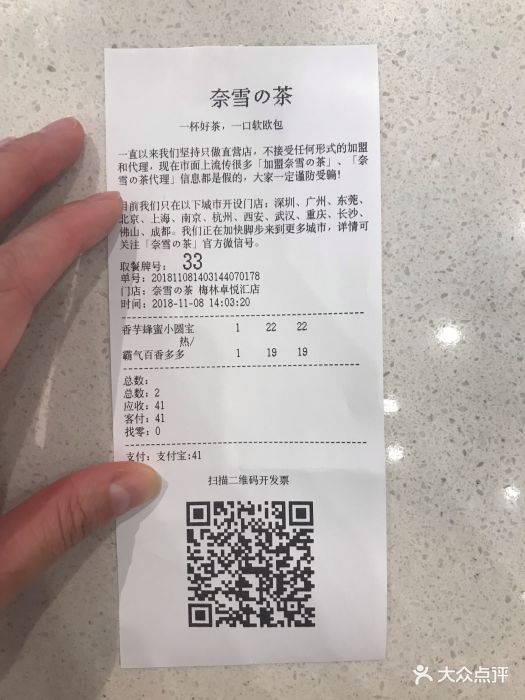 奈雪の茶
一杯好茶，一口软欧包
一直以来我们坚持只做直营店，不接受任何形式的加盟
和代理，现在市面上流传很多「加盟奈雪の茶」、「奈
雪の茶代理」信息都是假的，大家一定谨防受骗！
目前我们只在以下城市开设门店：深圳、广州、东莞、
北京、上海、南京、杭州、西安、武汉、重庆、长沙、
佛山、成都。我们正在加快脚步来到更多城市，详情可
关注「奈雪の茶」官方微信号。
取餐牌号： 33
单号：201811081403144070178
门店：奈雪の茶 梅林卓悦汇店
时间：2018-11-08 14:03:20
香芋蜂蜜小圆宝 1 22 22
热/
霸气百香多多 1 19 19
总数：
总数：2
应收：41
客付：41
找零：0
支付：支付宝:41
扫描二维码开发票
大众点评